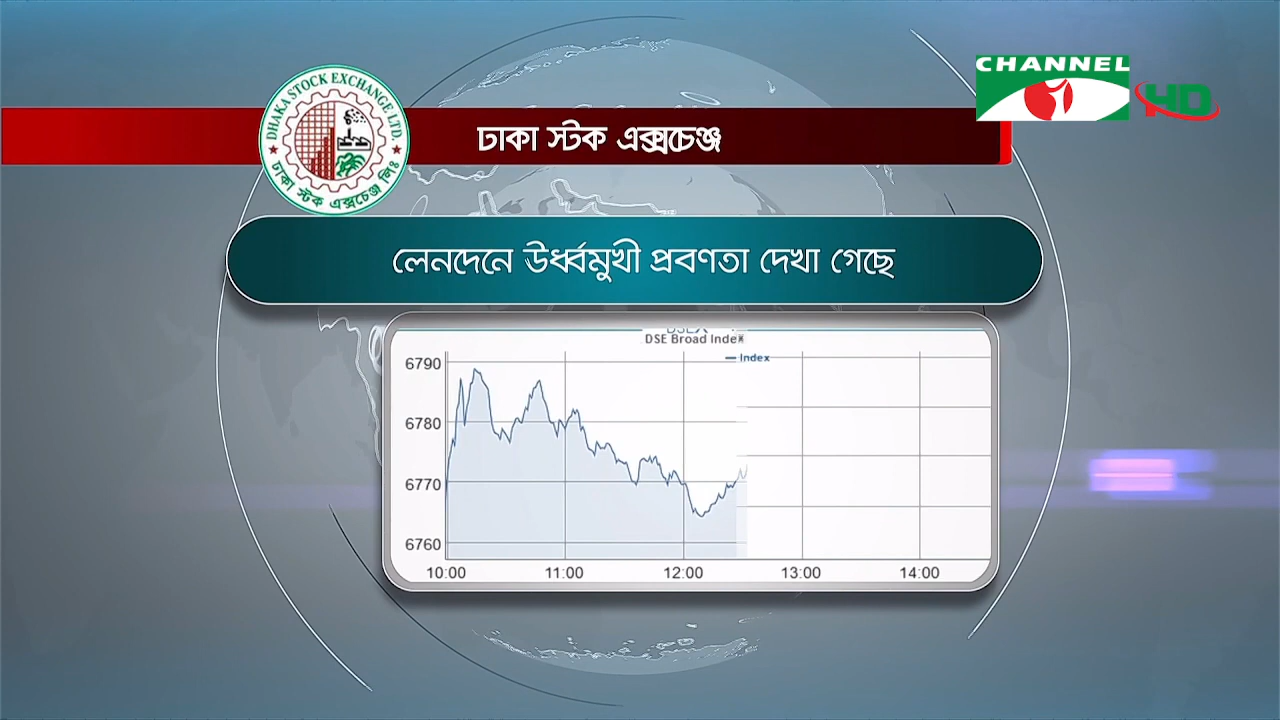 CHANNEL
i
HD
DHAKA STOCK EXCHANGE LTD.
ঢাকা স্টক এক্সচেঞ্জ লিঃ
ঢাকা স্টক এক্সচেঞ্জ
লেনদেনে উর্ধ্বমুখী প্রবণতা দেখা গেছে
DSE Broad Index
Index
6790
6780
6770
6760
10:00 11:00 12:00 13:00 14:00